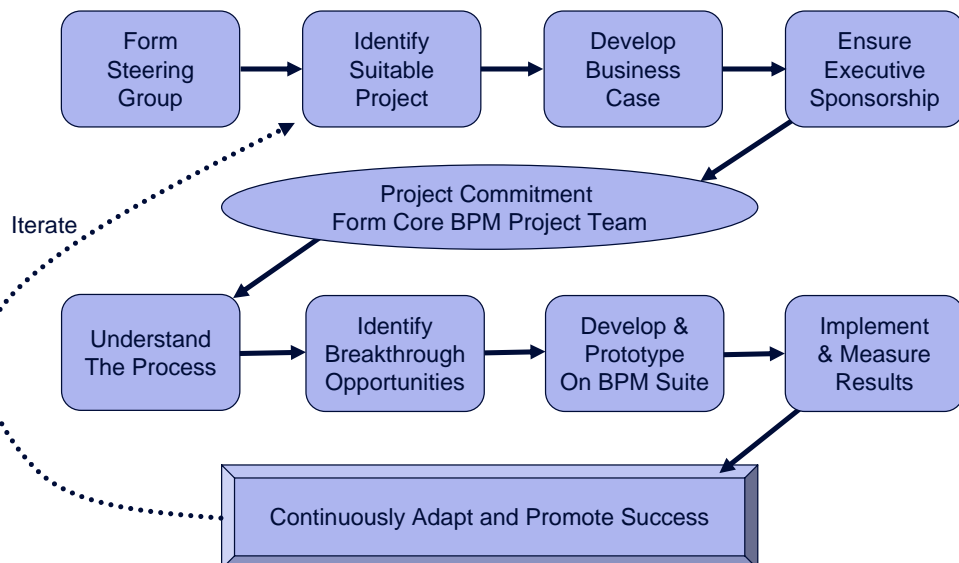 Form
Steering
Group
Identify
Suitable
Project
Develop
Business
Case
Ensure
Executive
Sponsorship
Project Commitment
Form Core BPM Project Team
Iterate
Understand
The Process
Identify
Breakthrough
Opportunities
Develop &
Prototype
On BPM Suite
Implement
& Measure
Results
Continuously Adapt and Promote Success